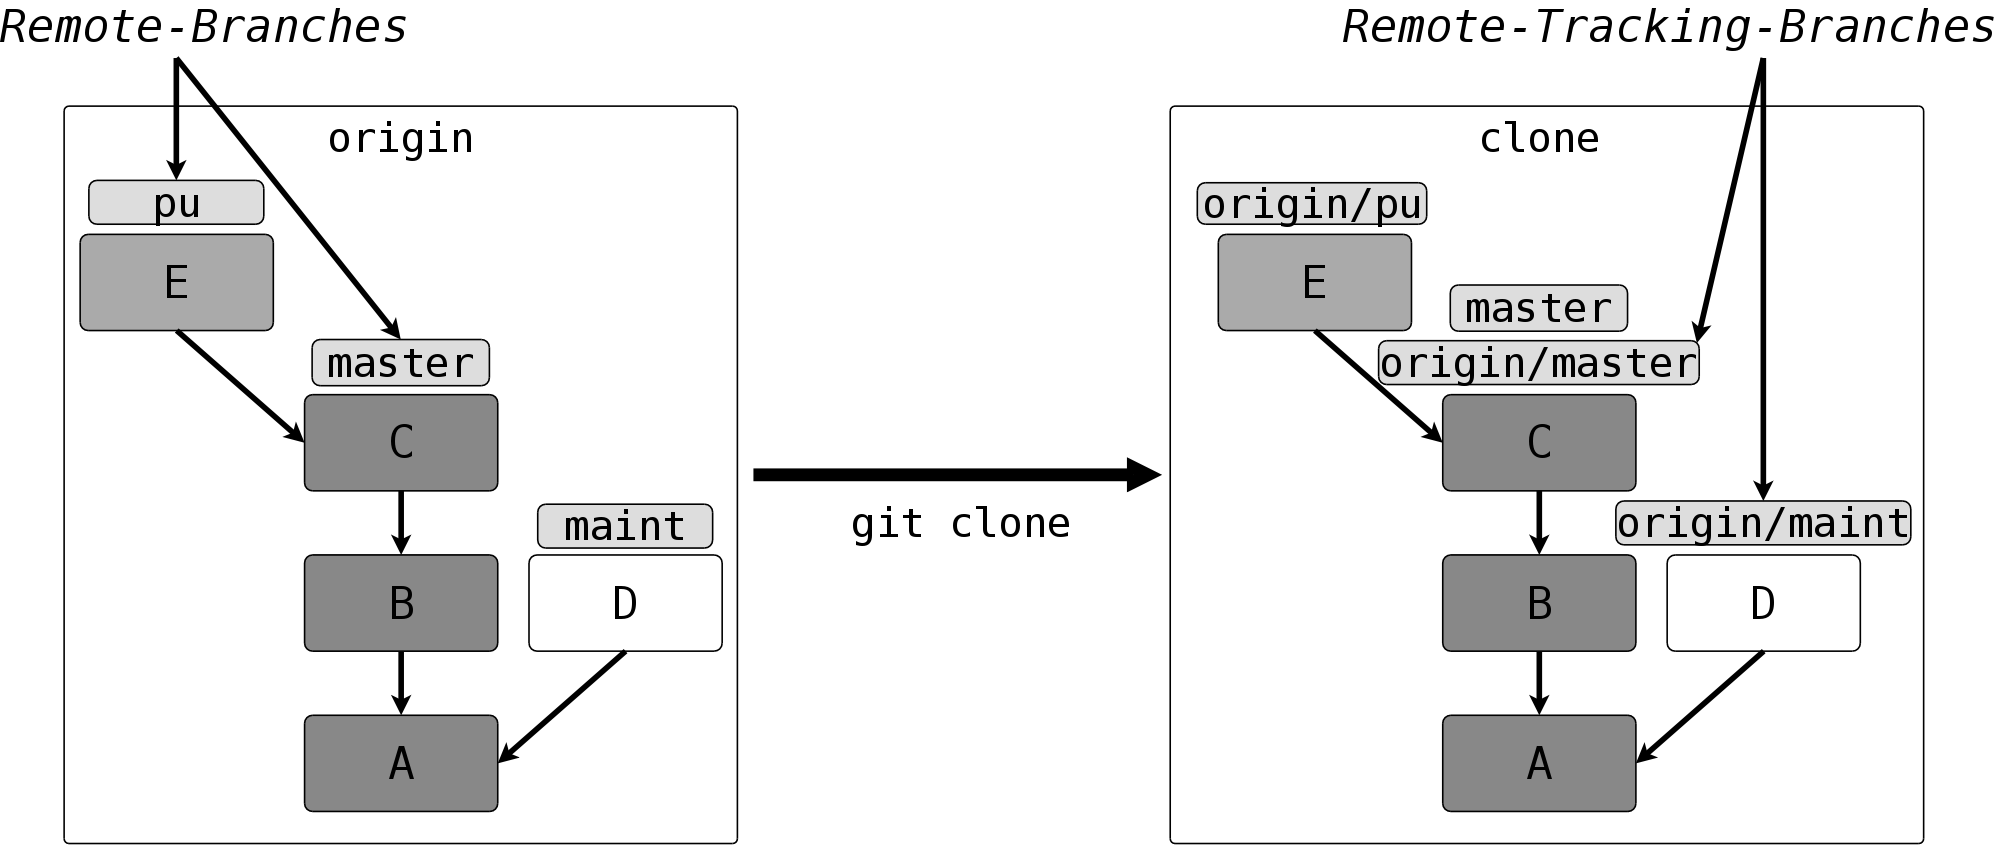 Remote-Branches
origin
pu
E
master
C
maint
B
D
A
git clone
Remote-Tracking-Branches
clone
origin/pu
E
master
origin/master
C
origin/maint
B
D
A